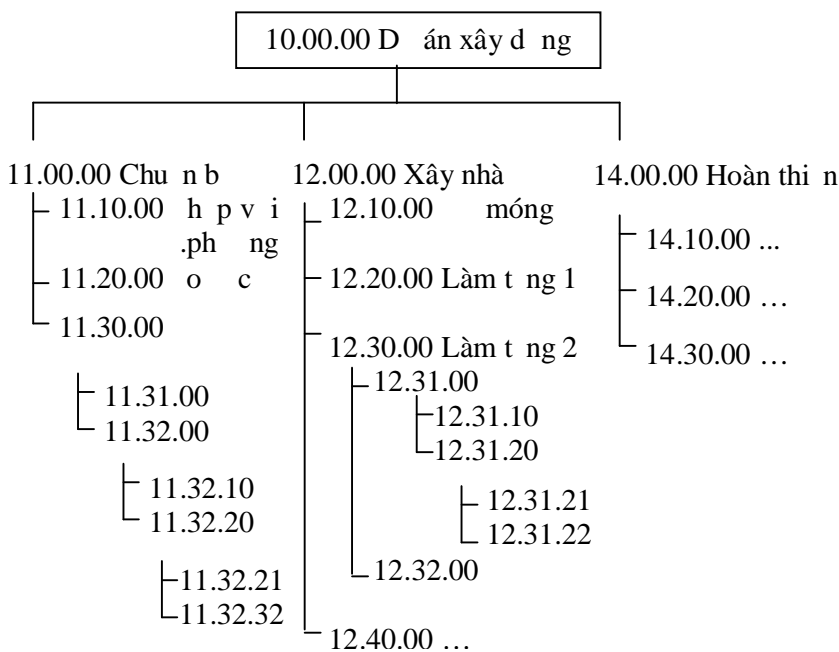 10.00.00 D án xây d ng
11.00.00 Chu n b
11.10.00 h p v i
.ph ng
11.20.00 o c
11.30.00
11.31.00
11.32.00
11.32.10
11.32.20
11.32.21
11.32.32
12.00.00 Xây nhà
12.10.00 móng
12.20.00 Làm t ng 1
12.30.00 Làm t ng 2
12.31.00
12.31.10
12.31.20
12.31.21
12.31.22
12.32.00
12.40.00 …
14.00.00 Hoàn thi n
14.10.00 ...
14.20.00 …
14.30.00 …